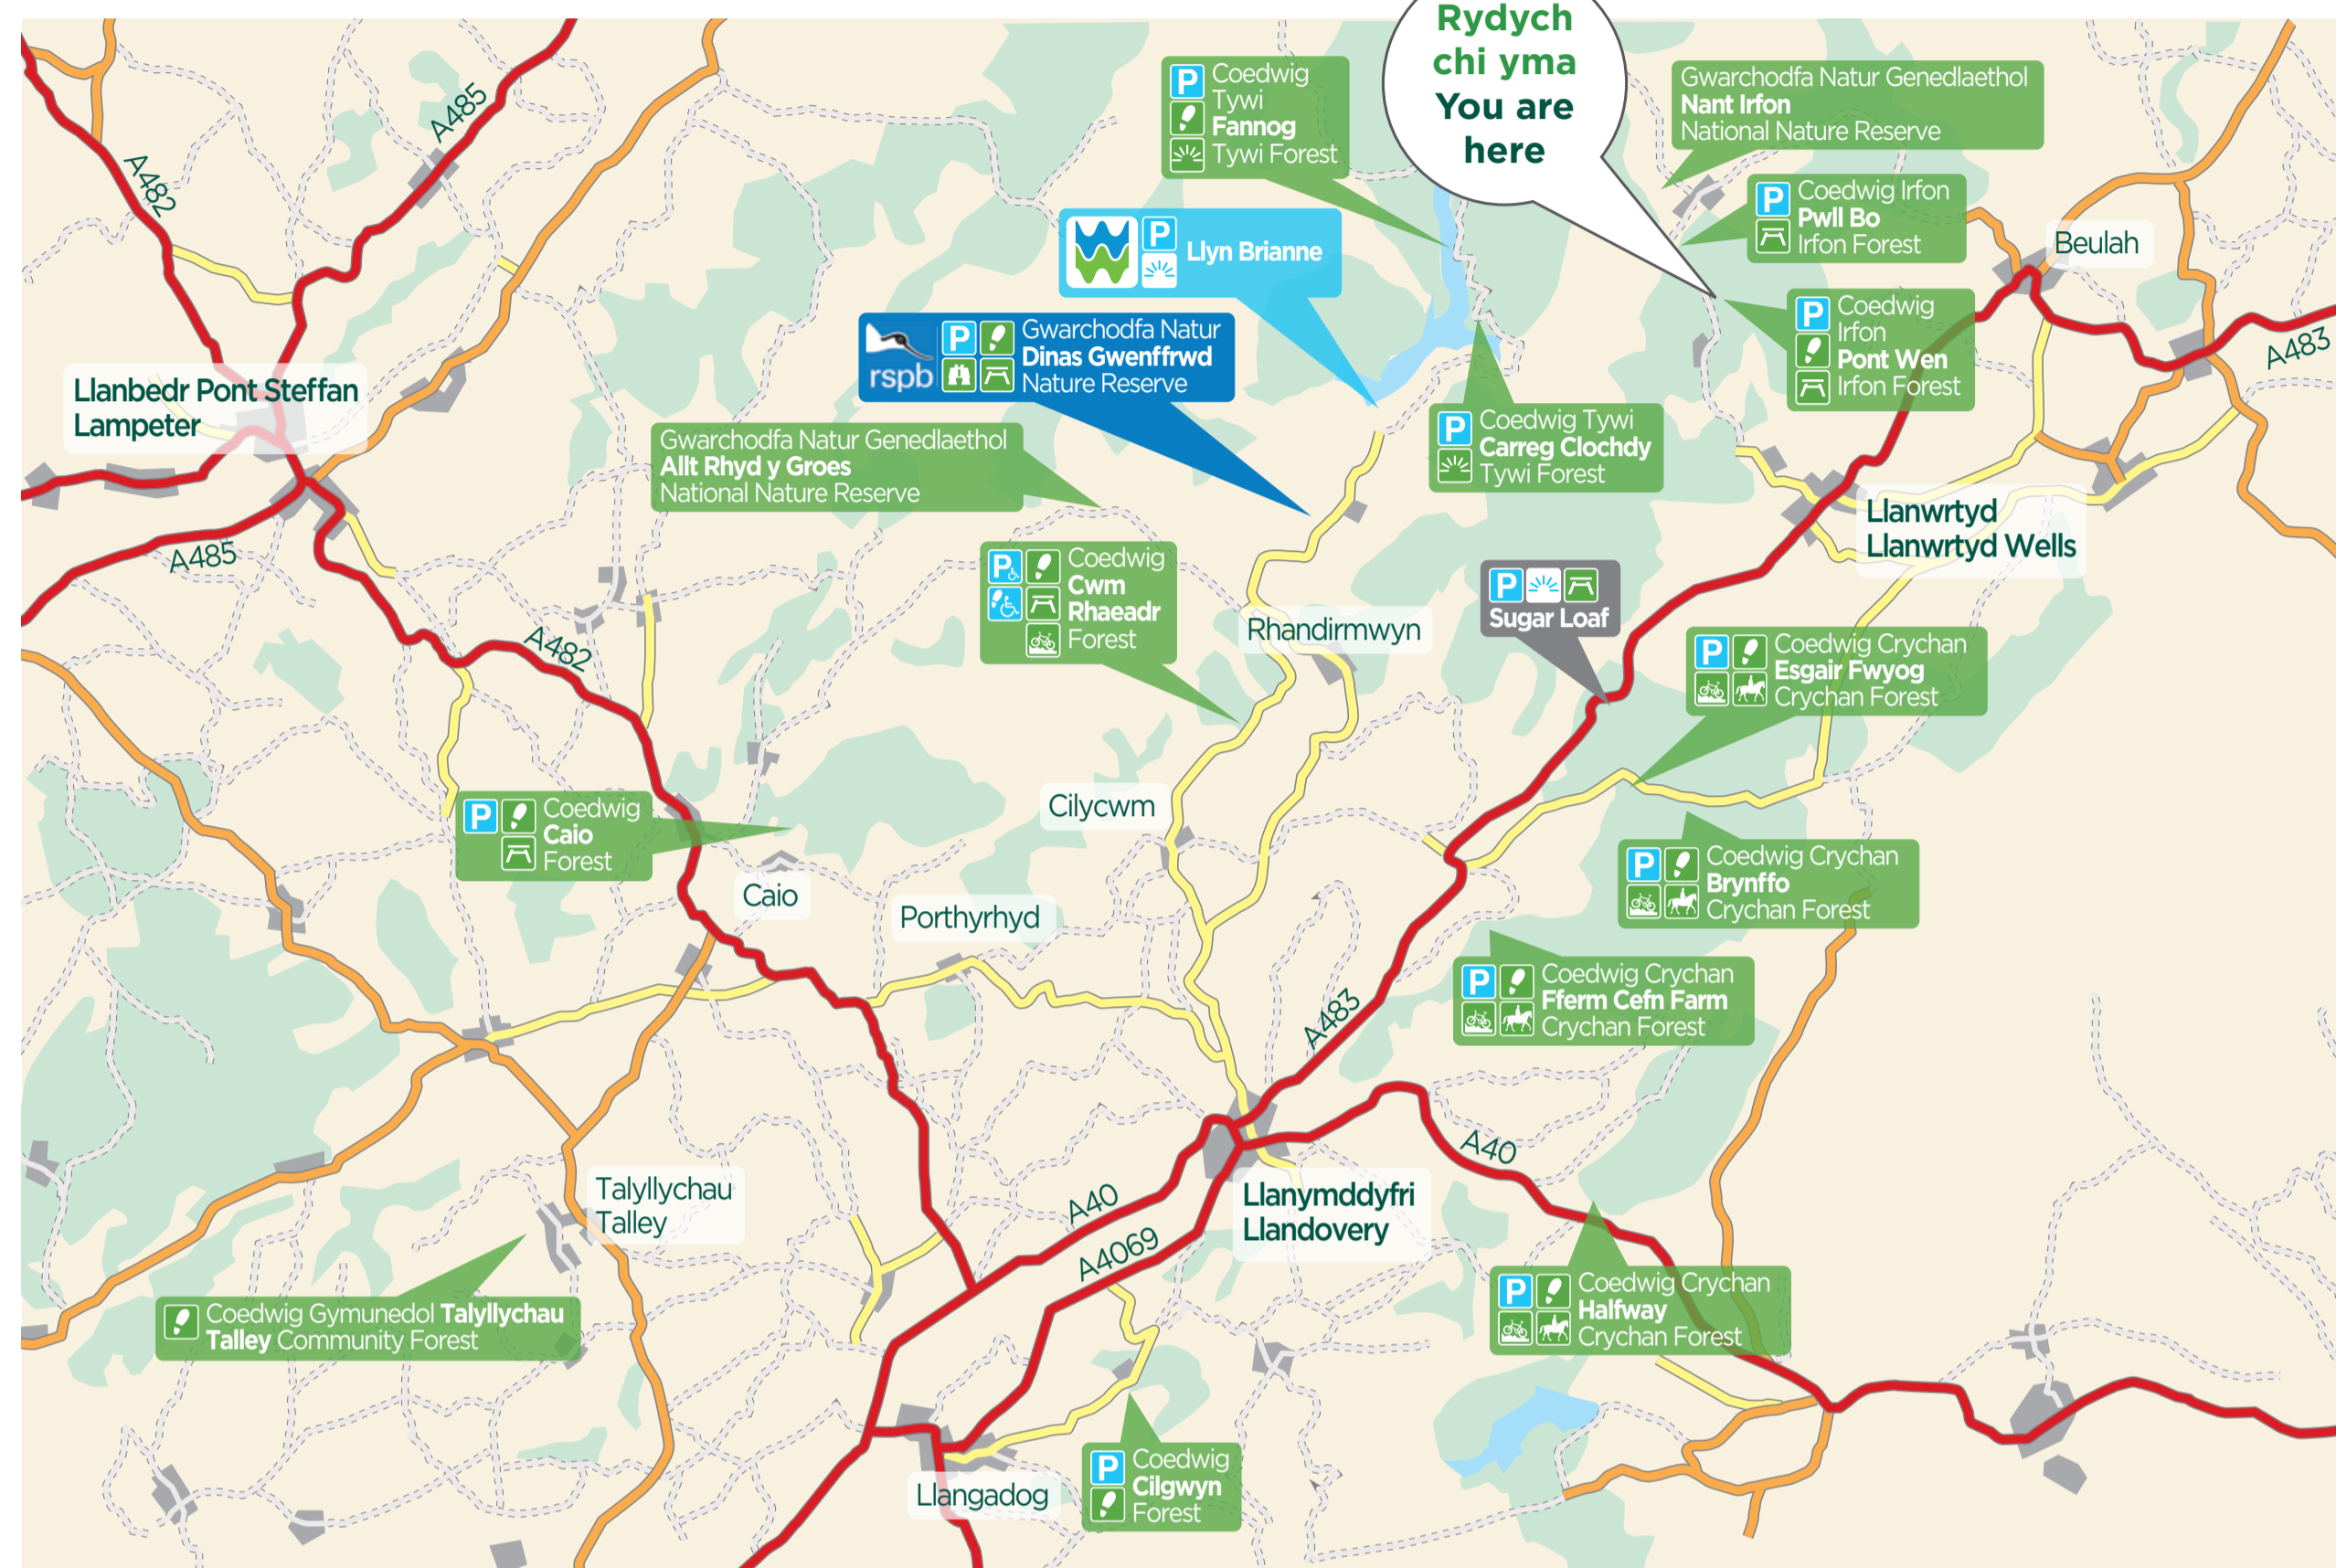 Rydych
chi yma
You are
here
P
Coedwig
Tywi
Fannog
Tywi Forest
Gwarchodfa Natur Genedlaethol
Nant Irfon
National Nature Reserve
P
Coedwig Irfon
Pwll Bo
Irfon Forest
Beulah
P
Llyn Brianne
P
Coedwig
Irfon
Pont Wen
Irfon Forest
A485
A482
A483
rspb
P
Gwarchodfa Natur
Dinas Gwenffrwd
Nature Reserve
Llanbedr Pont Steffan
Lampeter
Gwarchodfa Natur Genedlaethol
Allt Rhyd y Groes
National Nature Reserve
P
Coedwig Tywi
Carreg Clochdy
Tywi Forest
Llanwrtyd
Llanwrtyd Wells
A485
P
Coedwig
Cwm
Rhaeadr
Forest
P
Sugar Loaf
Rhandirmwyn
A482
P
Coedwig Crychan
Esgair Fwyog
Crychan Forest
P
Coedwig
Caio
Forest
Cilycwm
P
Coedwig Crychan
Brynffo
Crychan Forest
Caio
Porthyrhyd
P
Coedwig Crychan
Fferm Cefn Farm
Crychan Forest
A483
A40
Talyllychau
Talley
A40
A4069
Llanymddyfri
Llandovery
P
Coedwig Crychan
Halfway
Crychan Forest
Coedwig Gymunedol Talyllychau
Talley Community Forest
P
Coedwig
Cilgwyn
Forest
Llangadog